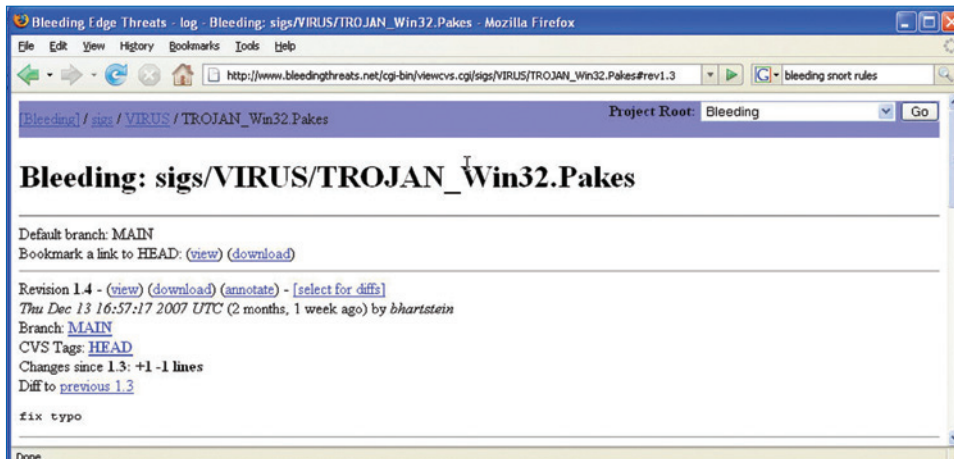 Bleeding Edge Threats - log - Bleeding: sigs/VIRUS/TROJAN_Win32.Pakes - Mozilla Firefox
File Edit View History Bookmarks Tools Help
http://www.bleedingthreats.net/cgi-bin/viewcvs.cgi/sigs/VIRUS/TROJAN_Win32.Pakes#rev1.3 G bleeding snort rules
[Bleeding] / sigs / VIRUS / TROJAN_Win32.Pakes Project Root: Bleeding Go
Bleeding: sigs/VIRUS/TROJAN_Win32.Pakes
Default branch: MAIN
Bookmark a link to HEAD: (view) (download)
Revision 1.4 - (view) (download) (annotate) - [select for diffs]
Thu Dec 13 16:57:17 2007 UTC (2 months, 1 week ago) by bhartstein
Branch: MAIN
CVS Tags: HEAD
Changes since 1.3: +1 -1 lines
Diff to previous 1.3
fix typo
Done